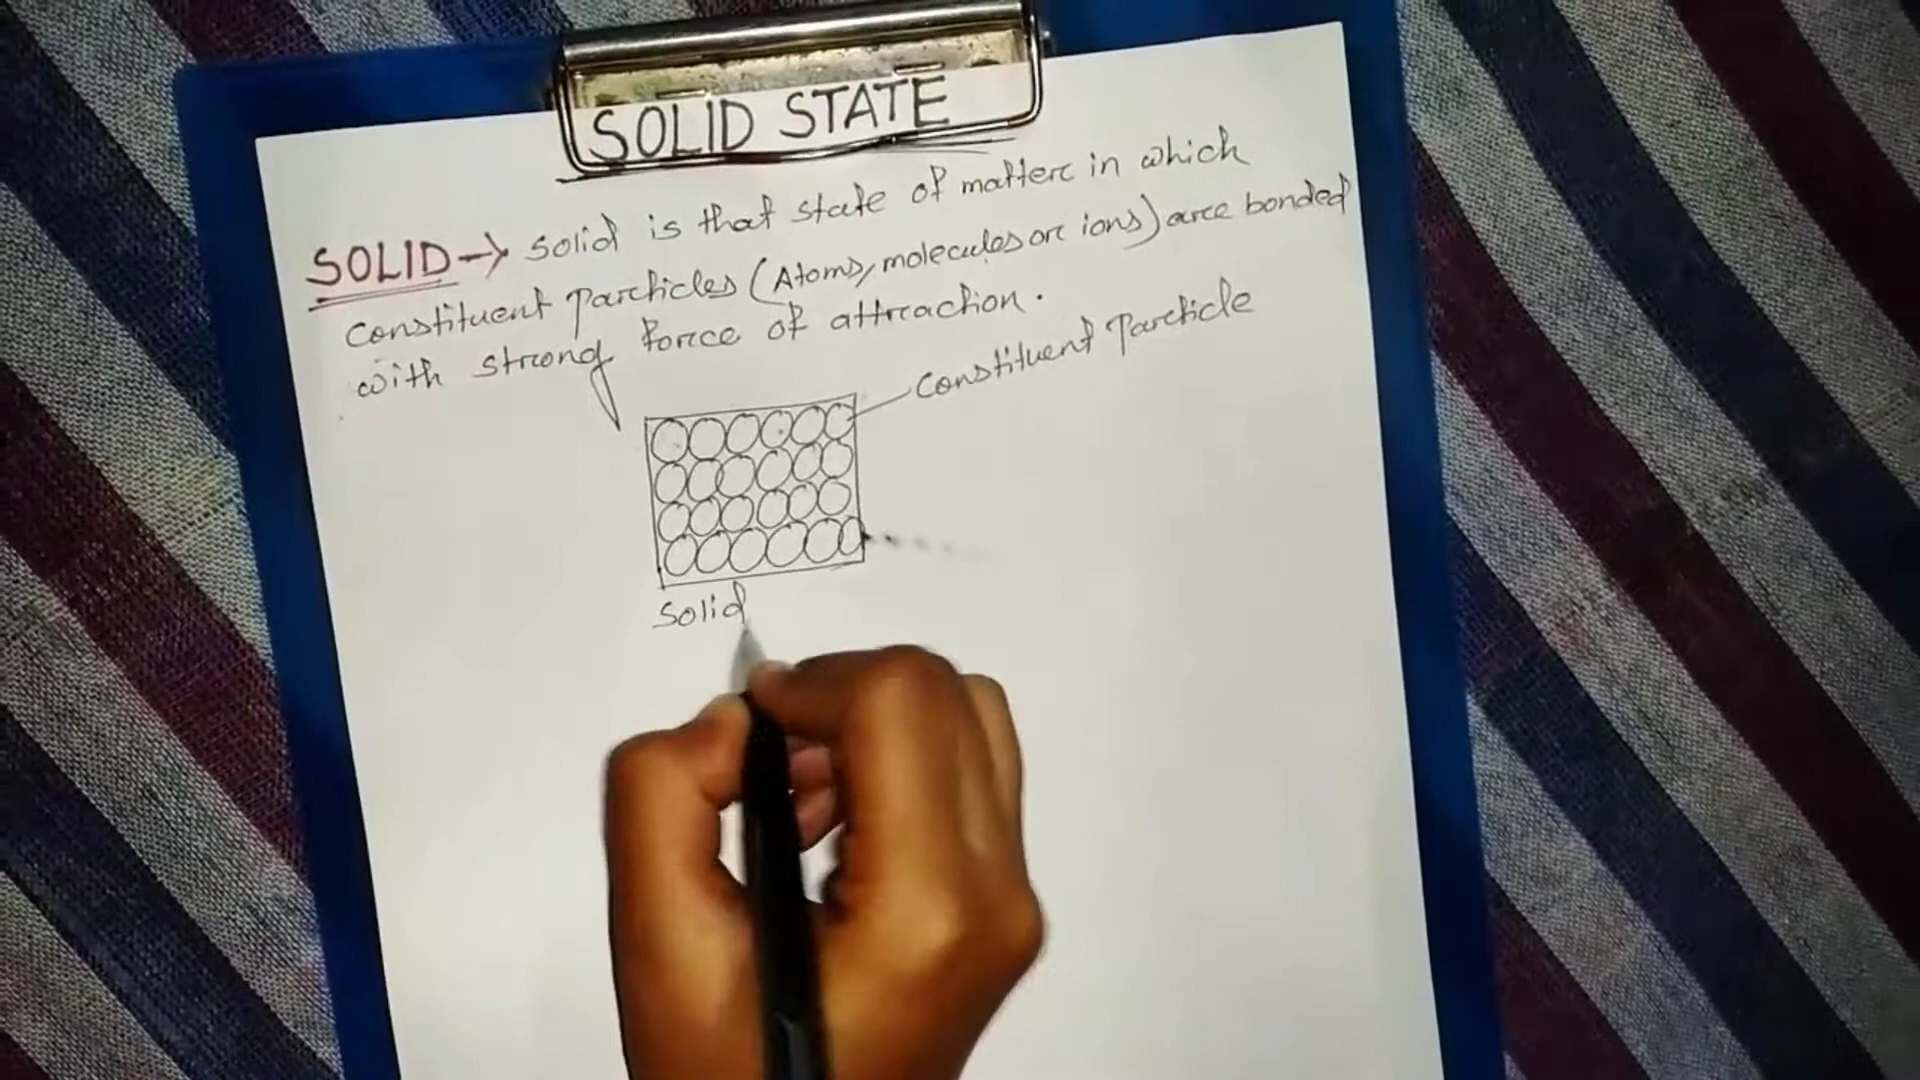 SOLID STATE
SOLID → Solid is that state of matter in which
constituent particles (Atoms, molecules or ions) are bonded
with strong force of attraction.
constituent particle
Solid